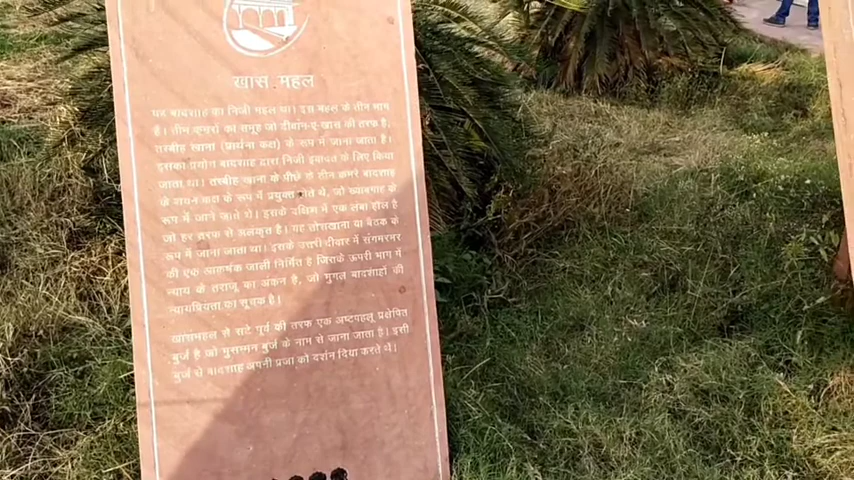 खास महल
यह बादशाह का निजी महल था। इस महल के तीन भाग
है। तीन कमरों का समूह जो दीवान-ए-खास की तरफ है,
तस्बीह खाना (प्रार्थना कक्ष) के रूप में जाना जाता है।
इसका प्रयोग बादशाह द्वारा निजी इबादत के लिए किया
जाता था। तस्बीह खाना के पीछे के तीन कमरे बादशाह
के शयन कक्ष के रूप में प्रयुक्त होते थे, जो ख्वाबगाह के
रूप में जाने जाते थे। इसके दक्षिण में एक लंबा हॉल है
जो हर तरफ से अलंकृत है। यह तोशखाना या बैठक के
रूप में जाना जाता था। इसके उत्तरी दीवार में संगमरमर
की एक आकर्षक जाली निर्मित है जिसके ऊपरी भाग में
न्याय के तराजू का अंकन है, जो मुगल बादशाहों की
न्यायप्रियता का सूचक है।
खासमहल से सटे पूर्व की तरफ एक अष्टपहलू प्रक्षेपित
बुर्ज है जो मुसम्मन बुर्ज के नाम से जाना जाता है। इसी
बुर्ज से बादशाह अपनी प्रजा को दर्शन दिया करते थे।